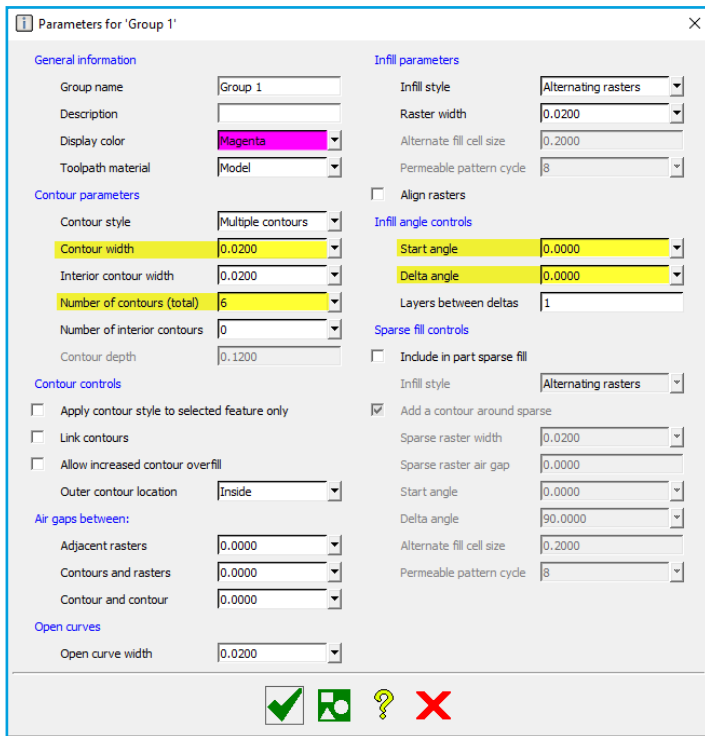 Parameters for 'Group 1'
General information
Group name Group 1
Description
Display color Magenta
Toolpath material Model
Contour parameters
Contour style Multiple contours
Contour width 0.0200
Interior contour width 0.0200
Number of contours (total) 6
Number of interior contours 0
Contour depth 0.1200
Contour controls
Apply contour style to selected feature only
Link contours
Allow increased contour overfill
Outer contour location Inside
Air gaps between:
Adjacent rasters 0.0000
Contours and rasters 0.0000
Contour and contour 0.0000
Open curves
Open curve width 0.0200
Infill parameters
Infill style Alternating rasters
Raster width 0.0200
Alternate fill cell size 0.2000
Permeable pattern cycle 8
Align rasters
Infill angle controls
Start angle 0.0000
Delta angle 0.0000
Layers between deltas 1
Sparse fill controls
Include in part sparse fill
Infill style Alternating rasters
Add a contour around sparse
Sparse raster width 0.0200
Sparse raster air gap 0.0000
Start angle 0.0000
Delta angle 90.0000
Alternate fill cell size 0.2000
Permeable pattern cycle 8